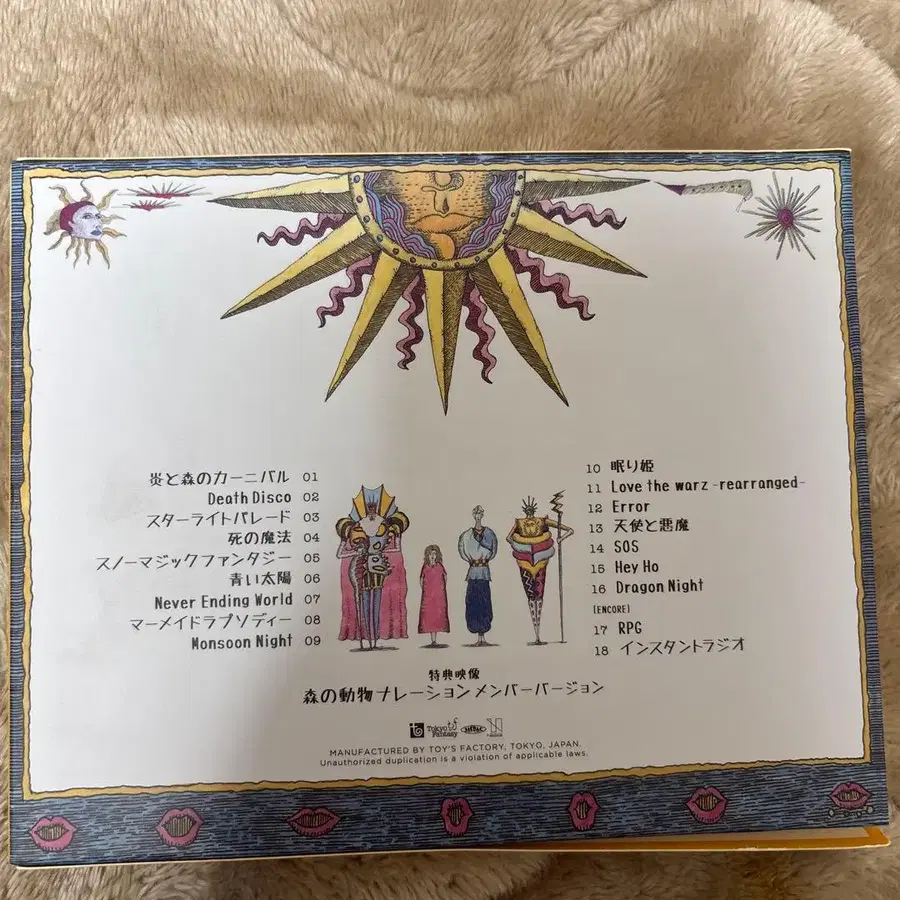 炎と森のカーニバル 01
Death Disco 02
スターライトパレード 03
死の魔法 04
スノーマジックファンタジー 05
青い太陽 06
Never Ending World 07
マーメイドラプソディー 08
Monsoon Night 09
10 眠り姫
11 Love the warz -rearranged-
12 Error
13 天使と悪魔
14 SOS
15 Hey Ho
16 Dragon Night
[ENCORE]
17 RPG
18 インスタントラジオ
特典映像
森の動物ナレーションメンバーバージョン
Tokyo Fantasy
MANUFACTURED BY TOY'S FACTORY, TOKYO, JAPAN.
Unauthorized duplication is a violation of applicable laws.